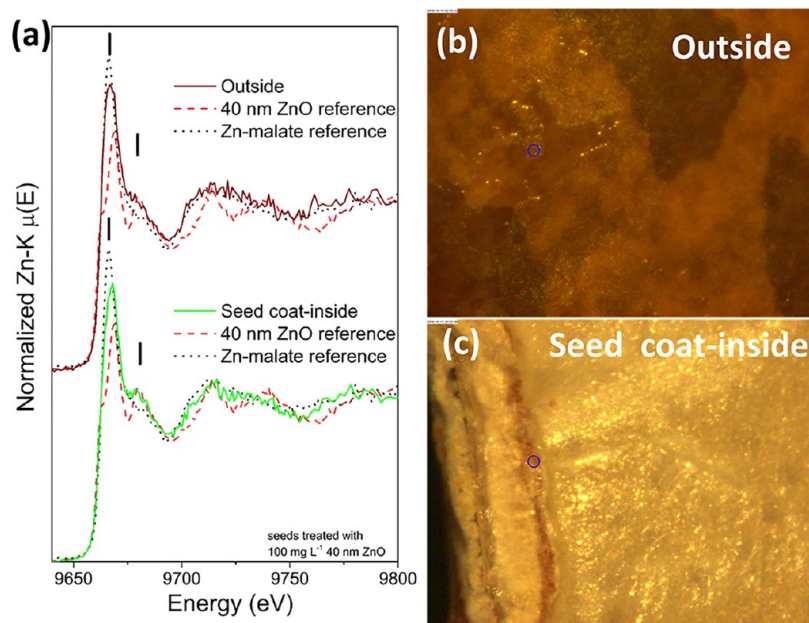 (a)
Outside
40 nm ZnO reference
Zn-malate reference
Seed coat-inside
40 nm ZnO reference
Zn-malate reference
seeds treated with
100 mg L⁻¹ 40 nm ZnO
Normalized Zn-K μ(E)
9650 9700 9750 9800
Energy (eV)
(b) Outside
(c) Seed coat-inside